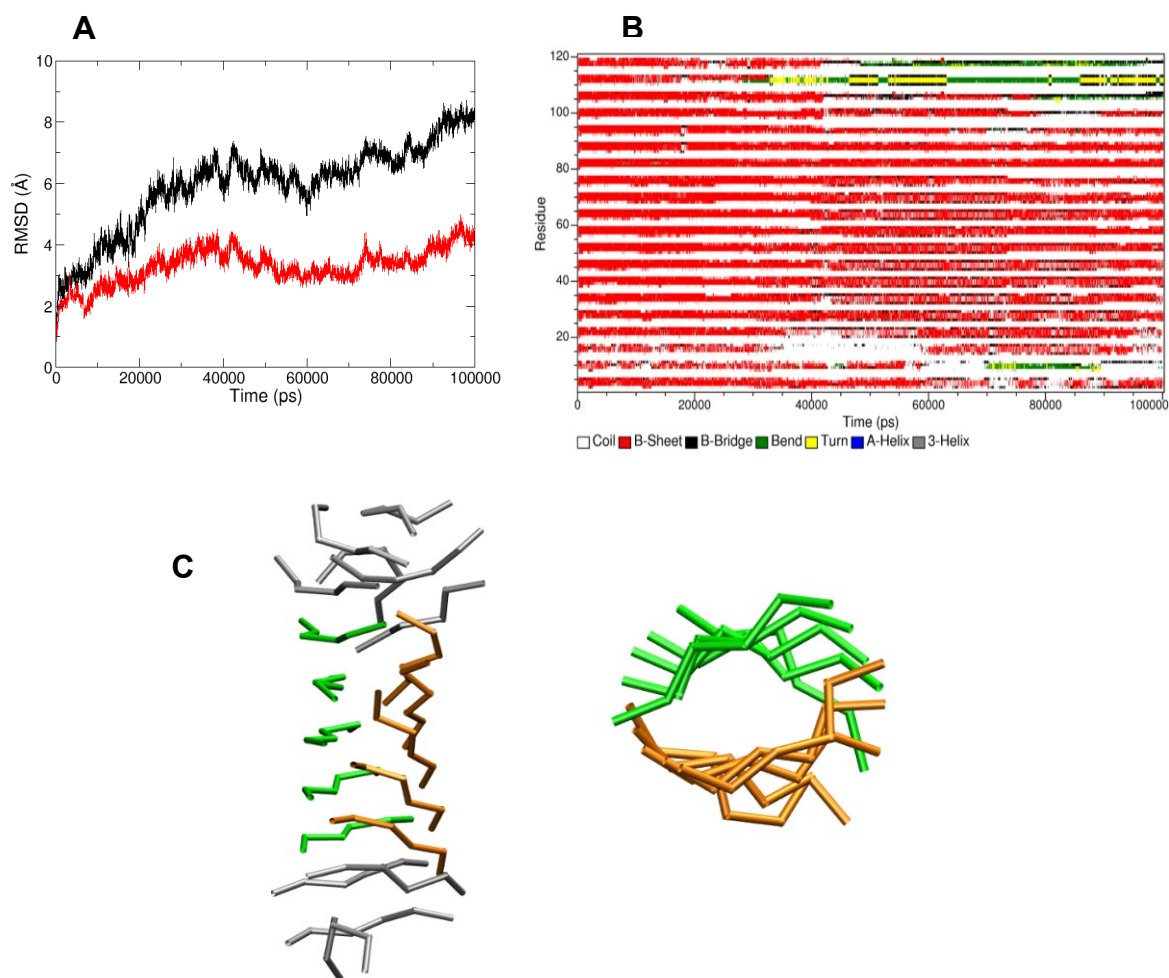 A
B
10
8
6
4
2
0
RMSD (Å)
0 20000 40000 60000 80000 100000
Time (ps)
120
100
80
60
40
20
Residue
0 20000 40000 60000 80000 100000
Time (ps)
Coil B-Sheet B-Bridge Bend Turn A-Helix 3-Helix
C